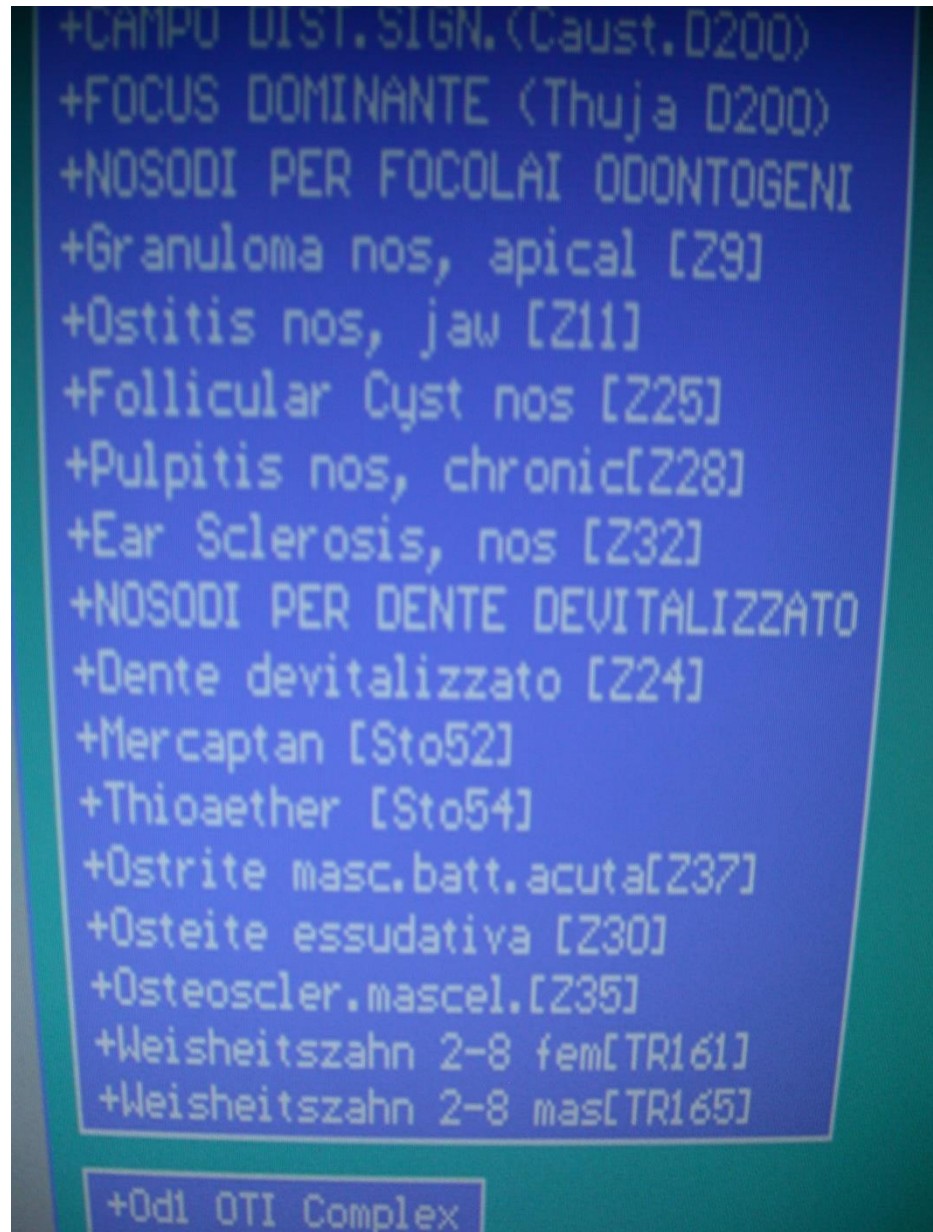 +CAMPO DIST.SIGN.(Caust.D200)
+FOCUS DOMINANTE (Thuja D200)
+NOSODI PER FOCOLAI ODONTOGENI
+Granuloma nos, apical [Z9]
+Ostitis nos, jaw [Z11]
+Follicular Cyst nos [Z25]
+Pulpitis nos, chronic[Z28]
+Ear Sclerosis, nos [Z32]
+NOSODI PER DENTE DEVITALIZZATO
+Dente devitalizzato [Z24]
+Mercaptan [Sto52]
+Thioaether [Sto54]
+Ostrite masc.batt.acuta[Z37]
+Osteite essudativa [Z30]
+Osteoscler.mascel.[Z35]
+Weisheitszahn 2-8 fem[TR161]
+Weisheitszahn 2-8 mas[TR165]
+Od1 OTI Complex